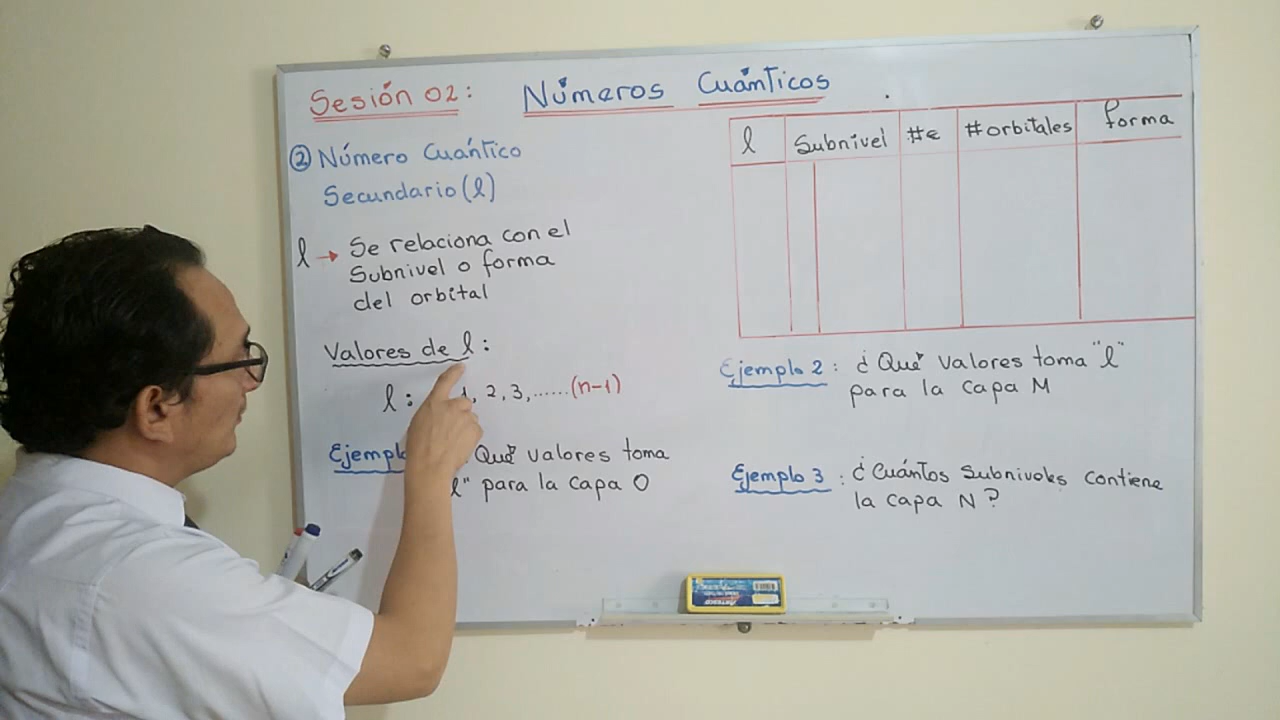 Sesión 02: Números Cuánticos
② Número Cuántico
Secundario (l)
l → Se relaciona con el
Subnivel o forma
del orbital
Valores de l:
l: 1, 2, 3, ......(n-1)
Ejemplo Qué valores toma
l" para la capa O
l Subnivel #e #orbitales forma
Ejemplo 2: ¿Qué valores toma "l"
para la capa M
Ejemplo 3: ¿Cuántos Subniveles contiene
la capa N?
ARTESCO